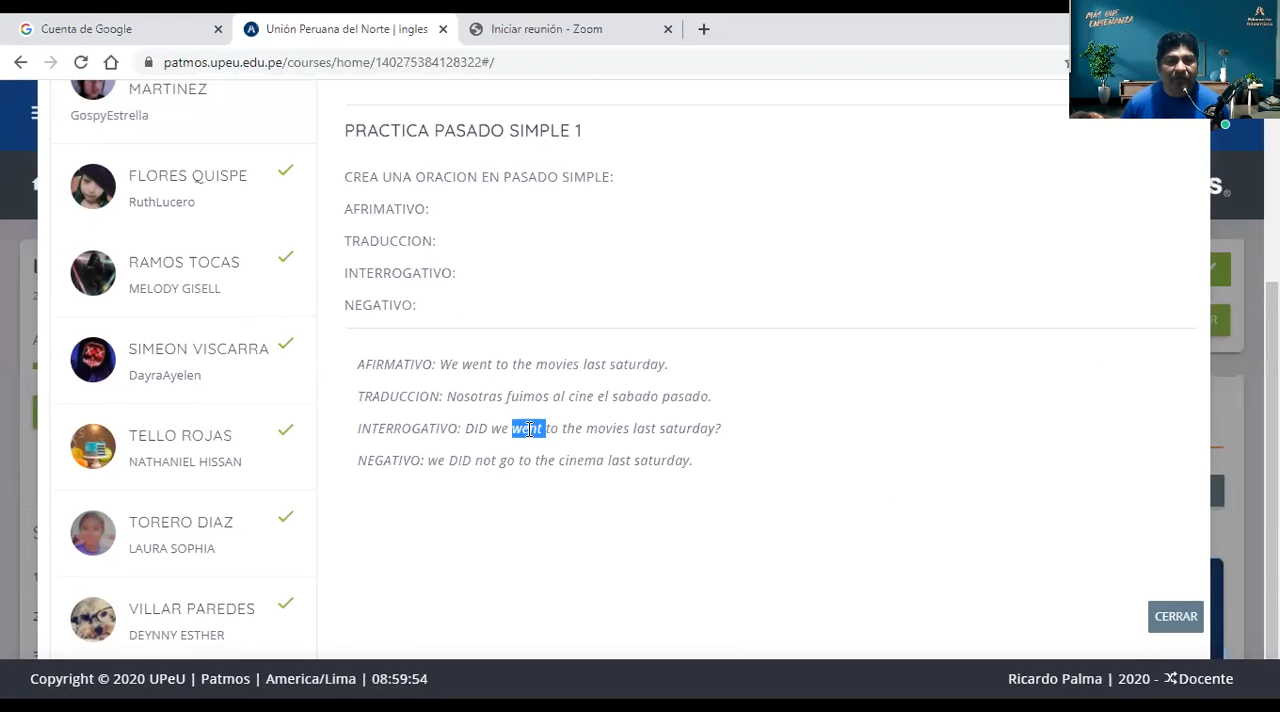 Cuenta de Google
Unión Peruana del Norte | Ingles
Iniciar reunión - Zoom
patmos.upeu.edu.pe/courses/home/140275384128322#/
MÁS QUE ENSEÑANZA
MARTINEZ
GospyEstrella
FLORES QUISPE
RuthLucero
RAMOS TOCAS
MELODY GISELL
SIMEON VISCARRA
DayraAyelen
TELLO ROJAS
NATHANIEL HISSAN
TORERO DIAZ
LAURA SOPHIA
VILLAR PAREDES
DEYNNY ESTHER
PRACTICA PASADO SIMPLE 1
CREA UNA ORACION EN PASADO SIMPLE:
AFRIMATIVO:
TRADUCCION:
INTERROGATIVO:
NEGATIVO:
AFIRMATIVO: We went to the movies last saturday.
TRADUCCION: Nosotras fuimos al cine el sabado pasado.
INTERROGATIVO: DID we went to the movies last saturday?
NEGATIVO: we DID not go to the cinema last saturday.
CERRAR
Copyright © 2020 UPeU | Patmos | America/Lima | 08:59:54
Ricardo Palma | 2020 - Docente